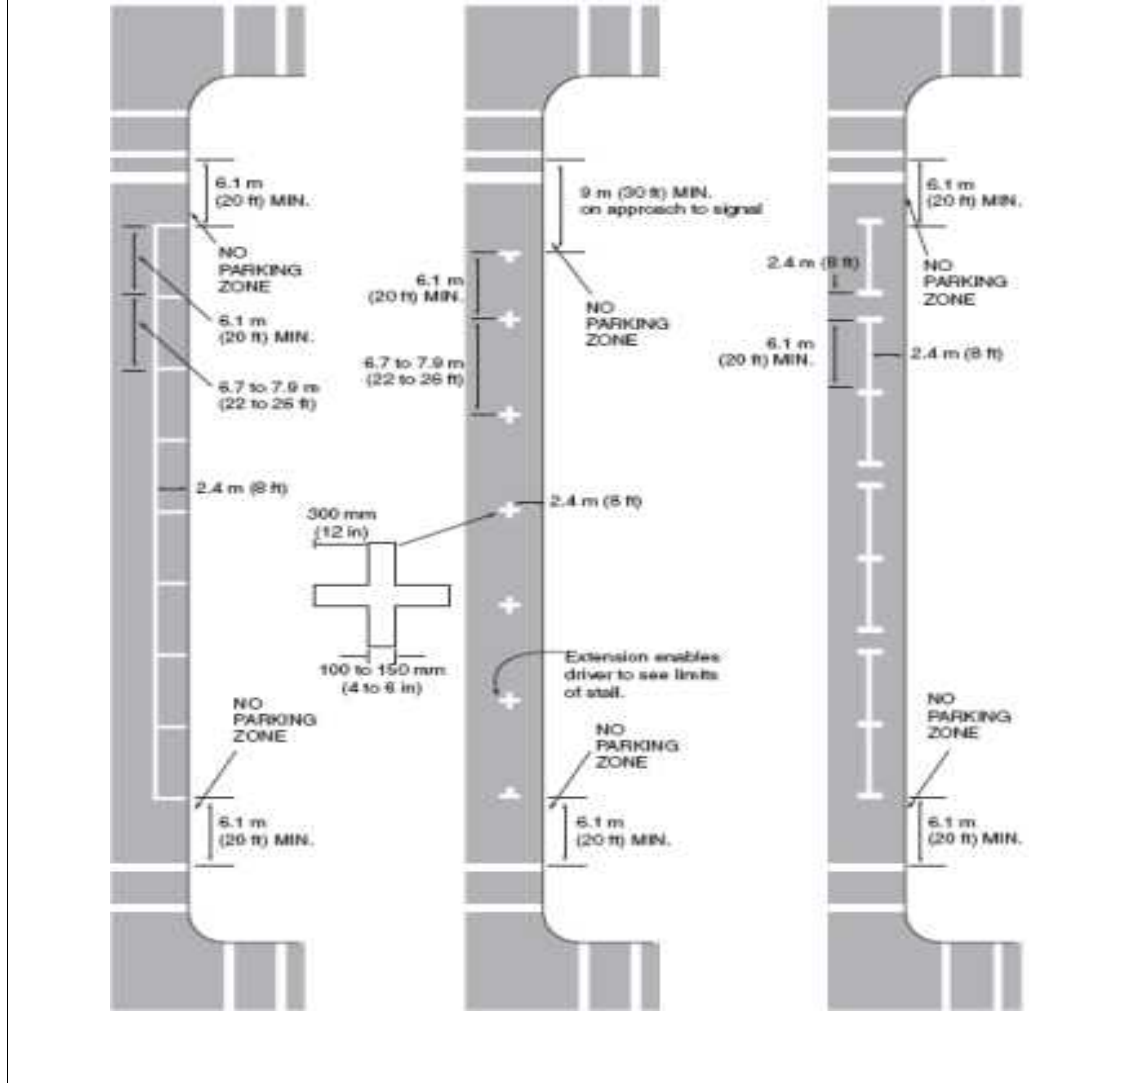 6.1 m
(20 ft) MIN.
NO
PARKING
ZONE
6.1 m
(20 ft) MIN.
6.7 to 7.9 m
(22 to 26 ft)
2.4 m (8 ft)
NO
PARKING
ZONE
6.1 m
(20 ft) MIN.
9 m (30 ft) MIN.
on approach to signal
6.1 m
(20 ft) MIN.
NO
PARKING
ZONE
6.7 to 7.9 m
(22 to 26 ft)
2.4 m (8 ft)
300 mm
(12 in)
100 to 150 mm
(4 to 6 in)
Extension enables
driver to see limits
of stall.
NO
PARKING
ZONE
6.1 m
(20 ft) MIN.
6.1 m
(20 ft) MIN.
2.4 m (8 ft)
NO
PARKING
ZONE
6.1 m
(20 ft) MIN.
2.4 m (8 ft)
NO
PARKING
ZONE
6.1 m
(20 ft) MIN.